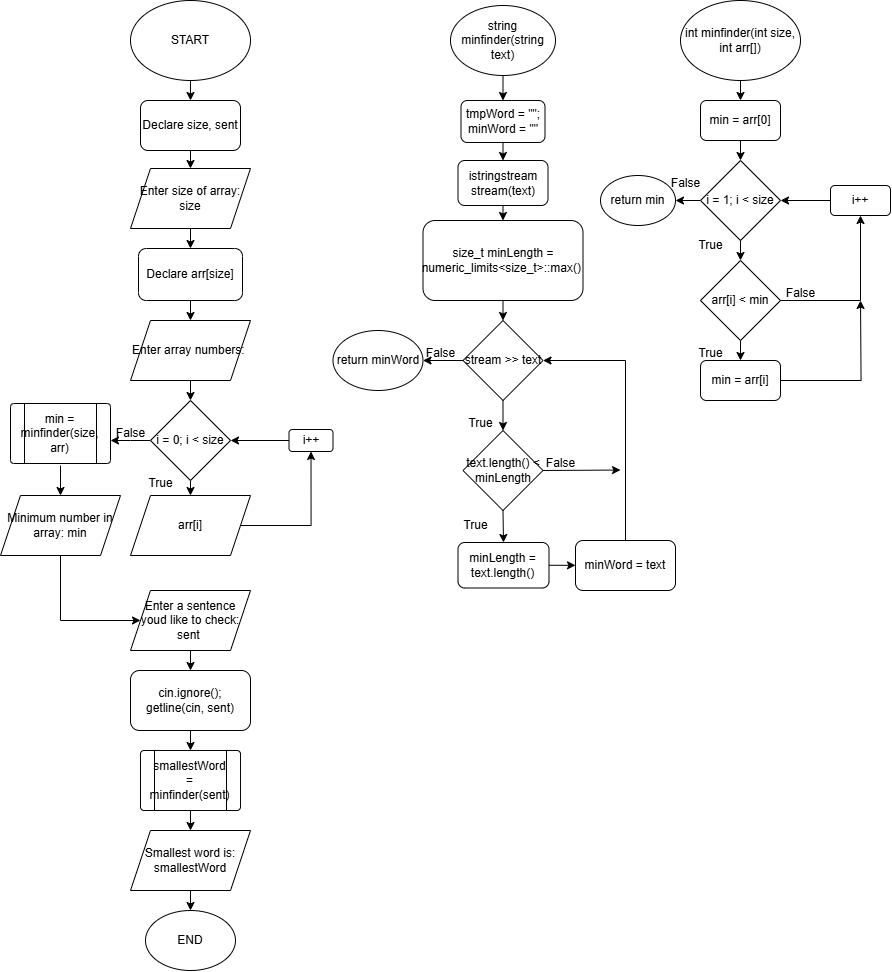 START
Declare size, sent
Enter size of array:
size
Declare arr[size]
Enter array numbers:
i = 0; i < size
i++
False
True
min =
minfinder(size,
arr)
Minimum number in
array: min
arr[i]
Enter a sentence
youd like to check:
sent
cin.ignore();
getline(cin, sent)
smallestWord
=
minfinder(sent)
Smallest word is:
smallestWord
END
string
minfinder(string
text)
tmpWord = "";
minWord = ""
istringstream
stream(text)
size_t minLength =
numeric_limits<size_t>::max()
stream >> text
False
return minWord
True
text.length() <
minLength
False
True
minLength =
text.length()
minWord = text
int minfinder(int size,
int arr[])
min = arr[0]
i = 1; i < size
False
return min
i++
True
arr[i] < min
False
True
min = arr[i]